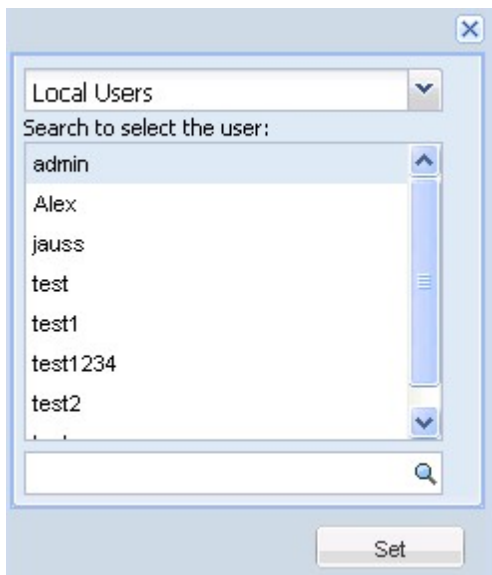 Local Users
Search to select the user:
admin
Alex
jauss
test
test1
test1234
test2
Set